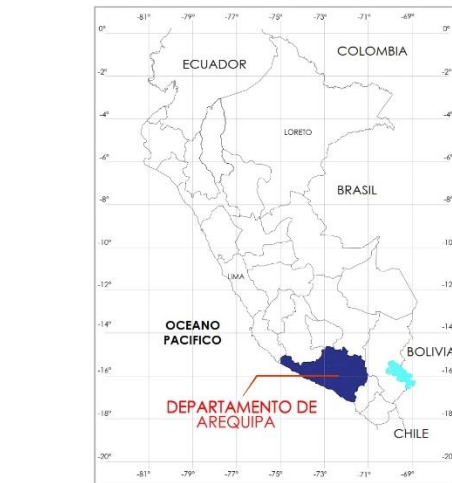 -81° -79° -77° -75° -73° -71° -69°
0° 0°
ECUADOR
COLOMBIA
-2° -2°
-4° -4°
LORETO
-6° -6°
BRASIL
-8° -8°
-10° -10
LIMA
-12° -12
-14° -14
OCEANO
PACIFICO
BOLIVIA
-16° -16
DEPARTAMENTO DE
AREQUIPA
-18° -18
CHILE
-20° -20°
-81° -79° -77° -75° -73° -71° -69°